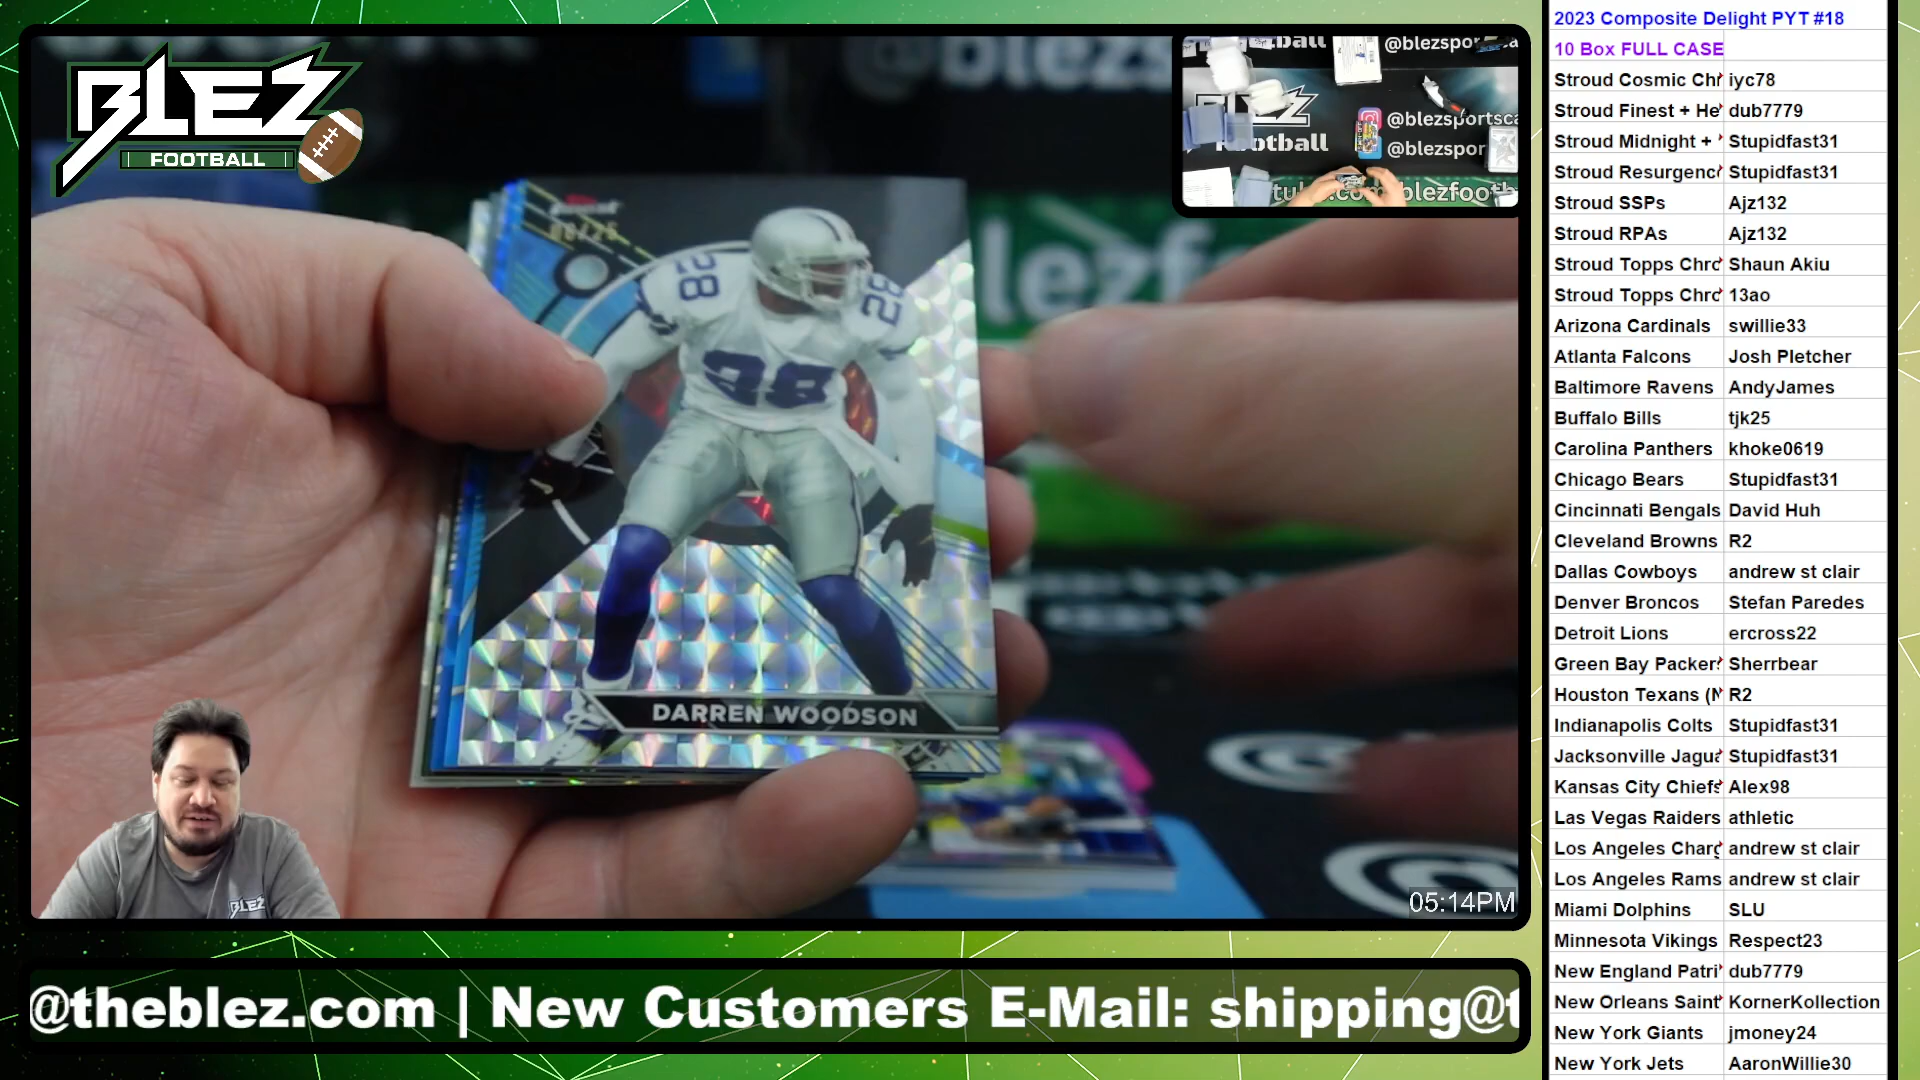 BLEZ
FOOTBALL
28
28
28
DARREN WOODSON
@blezsportsca
@blezspor
05:14PM
@theblez.com | New Customers E-Mail: shipping@t
2023 Composite Delight PYT #18
10 Box FULL CASE
Stroud Cosmic Chr iyc78
Stroud Finest + He dub7779
Stroud Midnight + Stupidfast31
Stroud Resurgenc Stupidfast31
Stroud SSPs Ajz132
Stroud RPAs Ajz132
Stroud Topps Chro Shaun Akiu
Stroud Topps Chro 13ao
Arizona Cardinals swillie33
Atlanta Falcons Josh Pletcher
Baltimore Ravens AndyJames
Buffalo Bills tjk25
Carolina Panthers khoke0619
Chicago Bears Stupidfast31
Cincinnati Bengals David Huh
Cleveland Browns R2
Dallas Cowboys andrew st clair
Denver Broncos Stefan Paredes
Detroit Lions ercross22
Green Bay Packer Sherrbear
Houston Texans (N R2
Indianapolis Colts Stupidfast31
Jacksonville Jagua Stupidfast31
Kansas City Chiefs Alex98
Las Vegas Raiders athletic
Los Angeles Charg andrew st clair
Los Angeles Rams andrew st clair
Miami Dolphins SLU
Minnesota Vikings Respect23
New England Patri dub7779
New Orleans Saint KornerKollection
New York Giants jmoney24
New York Jets AaronWillie30